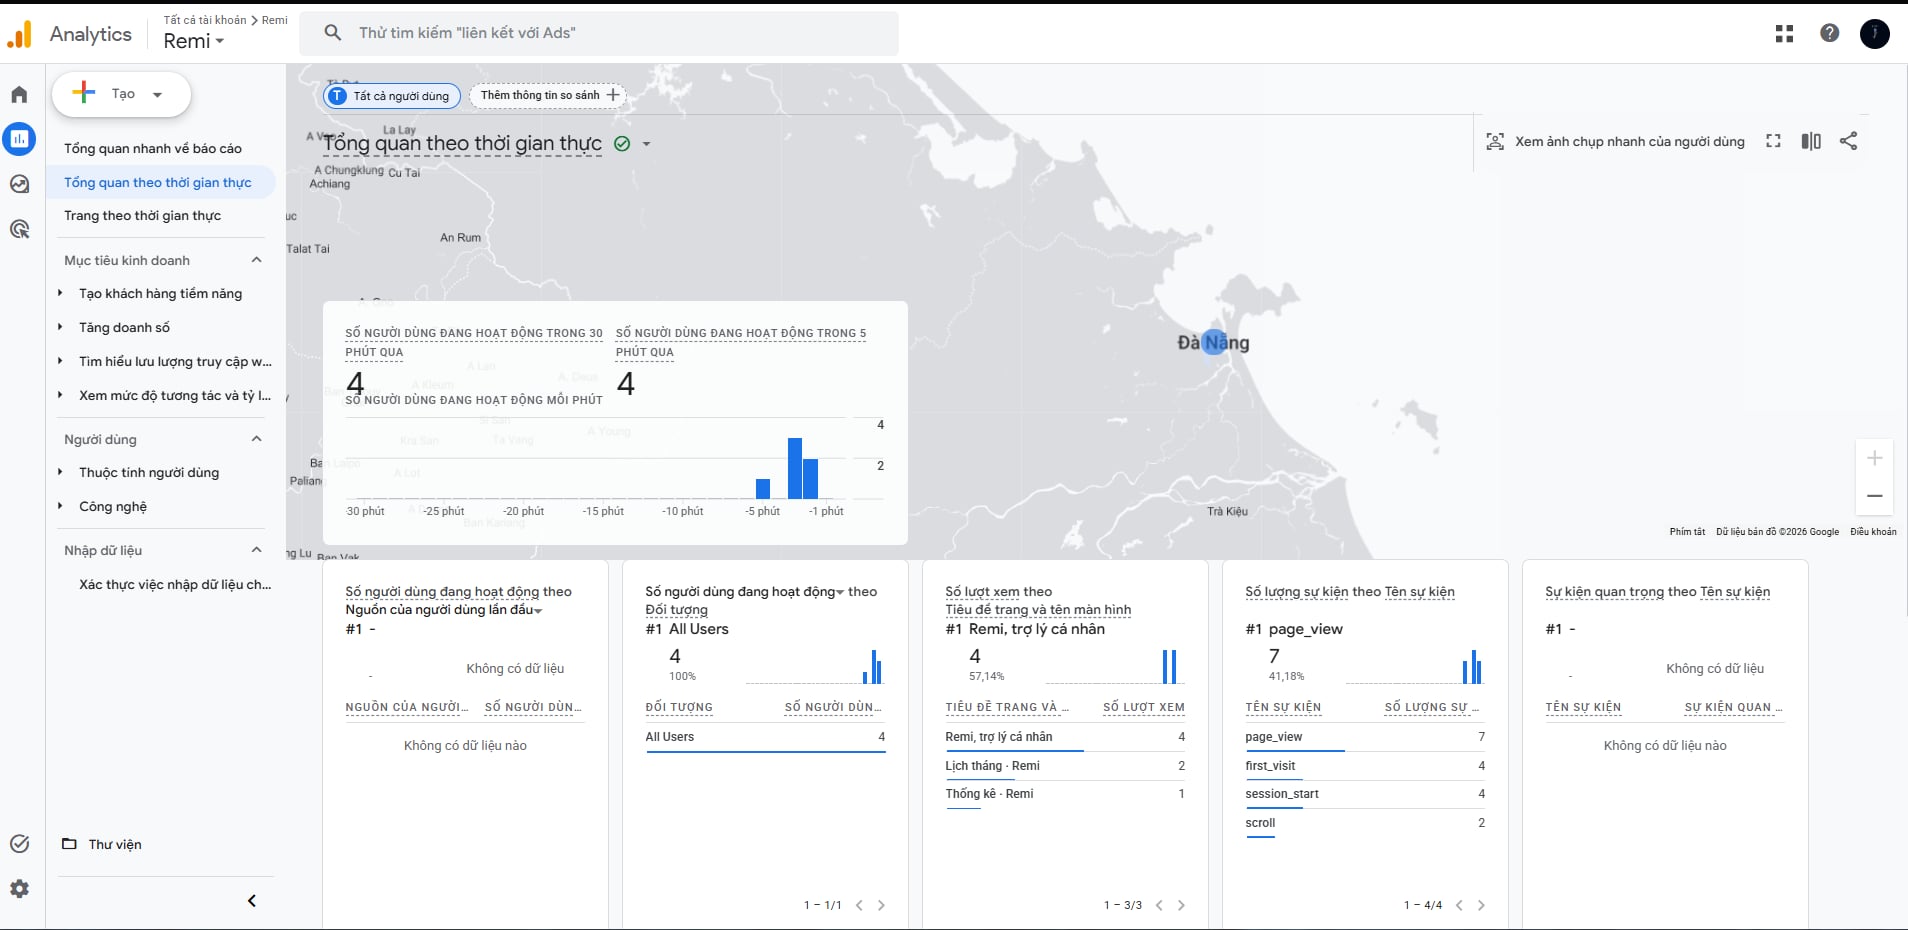 Analytics
Tất cả tài khoản > Remi
Remi
Thử tìm kiếm "liên kết với Ads"
Tạo
Tổng quan nhanh về báo cáo
Tổng quan theo thời gian thực
Trang theo thời gian thực
Mục tiêu kinh doanh
Tạo khách hàng tiềm năng
Tăng doanh số
Tìm hiểu lưu lượng truy cập w...
Xem mức độ tương tác và tỷ l...
Người dùng
Thuộc tính người dùng
Công nghệ
Nhập dữ liệu
Xác thực việc nhập dữ liệu ch...
Thư viện
T Tất cả người dùng
Thêm thông tin so sánh
Tổng quan theo thời gian thực
Xem ảnh chụp nhanh của người dùng
La Lay
A Chungklung
Cu Tai
Achiang
An Rum
Talat Tai
Đà Nẵng
Trà Kiệu
SỐ NGƯỜI DÙNG ĐANG HOẠT ĐỘNG TRONG 30 PHÚT QUA
4
SỐ NGƯỜI DÙNG ĐANG HOẠT ĐỘNG TRONG 5 PHÚT QUA
4
SỐ NGƯỜI DÙNG ĐANG HOẠT ĐỘNG MỖI PHÚT
4
2
A Lan
A Kleum
A. Deus
Si San
A Young
Kra San
Ta Vang
A Lot
Ban Kanang
-30 phút
-25 phút
-20 phút
-15 phút
-10 phút
-5 phút
-1 phút
Phím tắt
Dữ liệu bản đồ ©2026 Google
Điều khoản
Số người dùng đang hoạt động theo
Nguồn của người dùng lần đầu
#1 -
-
Không có dữ liệu
NGUỒN CỦA NGƯỜI...
SỐ NGƯỜI DÙN...
Không có dữ liệu nào
Số người dùng đang hoạt động theo
Đối tượng
#1 All Users
4
100%
ĐỐI TƯỢNG
SỐ NGƯỜI DÙN...
All Users 4
1 – 1/1
Số lượt xem theo
Tiêu đề trang và tên màn hình
#1 Remi, trợ lý cá nhân
4
57,14%
TIÊU ĐỀ TRANG VÀ ...
SỐ LƯỢT XEM
Remi, trợ lý cá nhân 4
Lịch tháng · Remi 2
Thống kê · Remi 1
1 – 3/3
Số lượng sự kiện theo Tên sự kiện
#1 page_view
7
41,18%
TÊN SỰ KIỆN
SỐ LƯỢNG SỰ ...
page_view 7
first_visit 4
session_start 4
scroll 2
1 – 4/4
Sự kiện quan trọng theo Tên sự kiện
#1 -
-
Không có dữ liệu
TÊN SỰ KIỆN
SỰ KIỆN QUAN ...
Không có dữ liệu nào